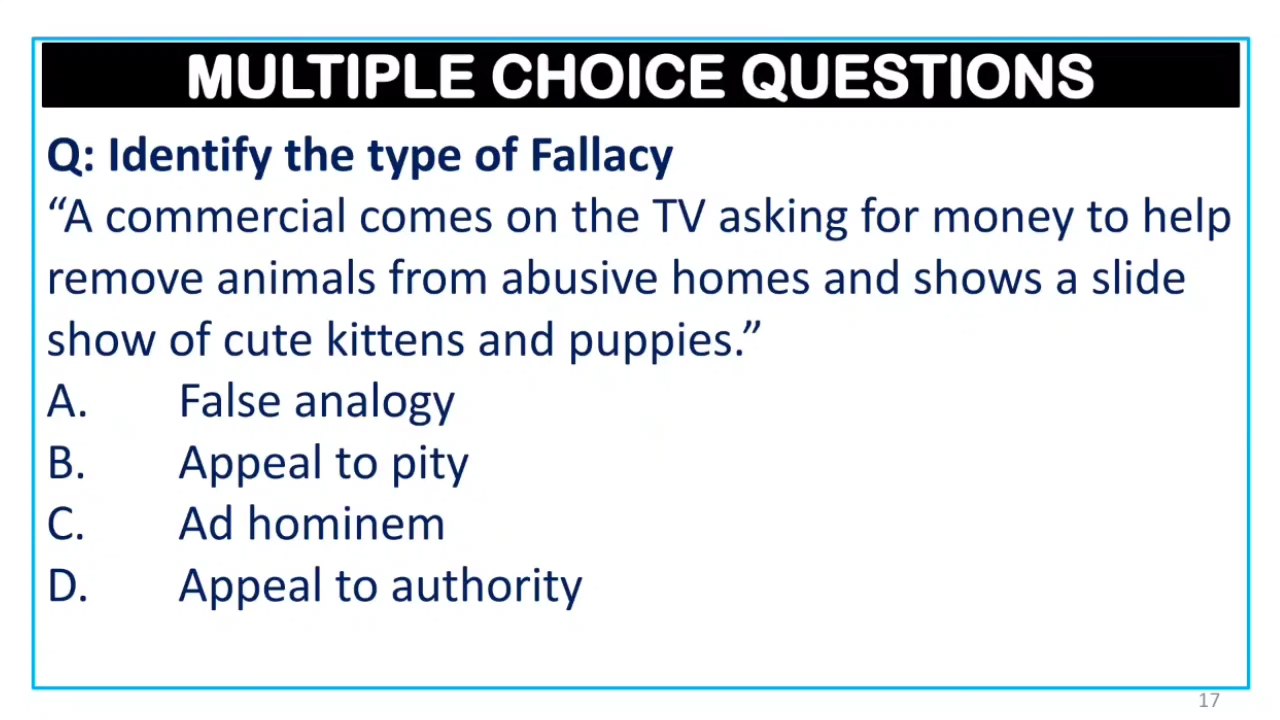 MULTIPLE CHOICE QUESTIONS
Q: Identify the type of Fallacy
“A commercial comes on the TV asking for money to help
remove animals from abusive homes and shows a slide
show of cute kittens and puppies.”
A. False analogy
B. Appeal to pity
C. Ad hominem
D. Appeal to authority
17